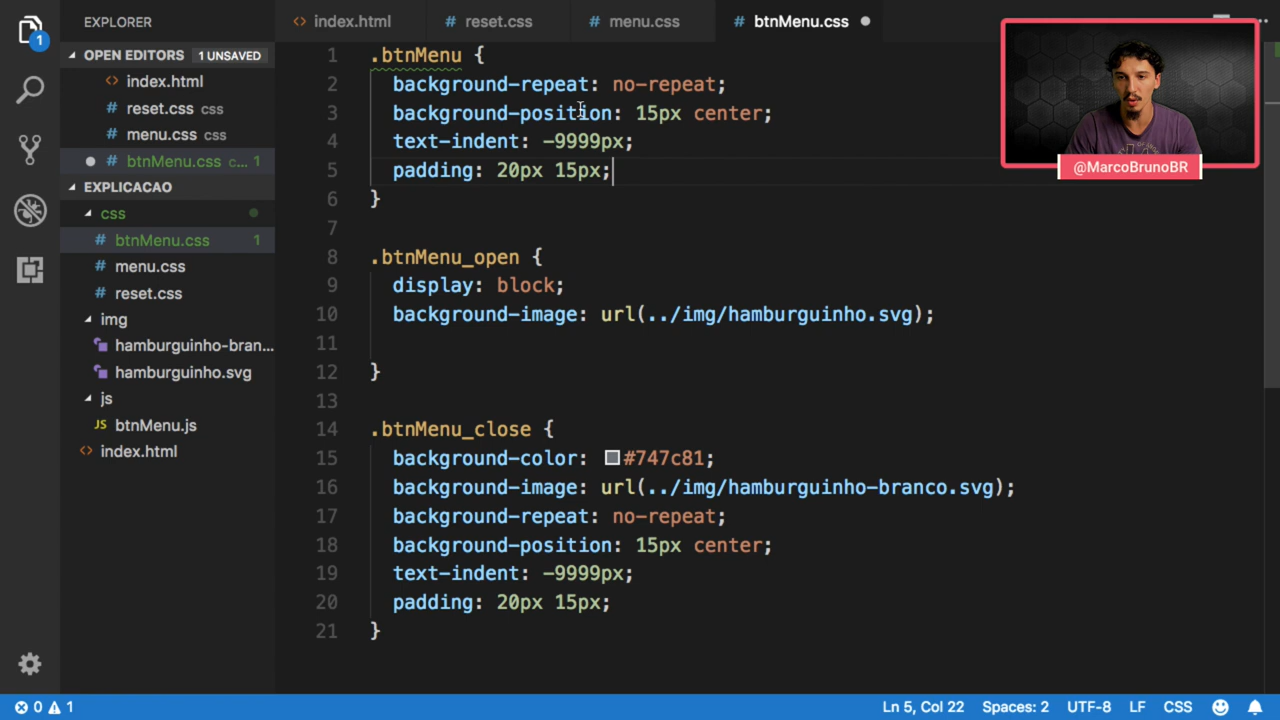 EXPLORER
OPEN EDITORS 1 UNSAVED
index.html
reset.css css
menu.css css
btnMenu.css c... 1
EXPLICACAO
css
btnMenu.css 1
menu.css
reset.css
img
hamburguinho-bran...
hamburguinho.svg
js
JS btnMenu.js
index.html
1
index.html reset.css menu.css btnMenu.css
1 .btnMenu {
2 background-repeat: no-repeat;
3 background-position: 15px center;
4 text-indent: -9999px;
5 padding: 20px 15px;
6 }
7
8 .btnMenu_open {
9 display: block;
10 background-image: url(../img/hamburguinho.svg);
11
12 }
13
14 .btnMenu_close {
15 background-color: #747c81;
16 background-image: url(../img/hamburguinho-branco.svg);
17 background-repeat: no-repeat;
18 background-position: 15px center;
19 text-indent: -9999px;
20 padding: 20px 15px;
21 }
@MarcoBrunoBR
0 1 Ln 5, Col 22 Spaces: 2 UTF-8 LF CSS